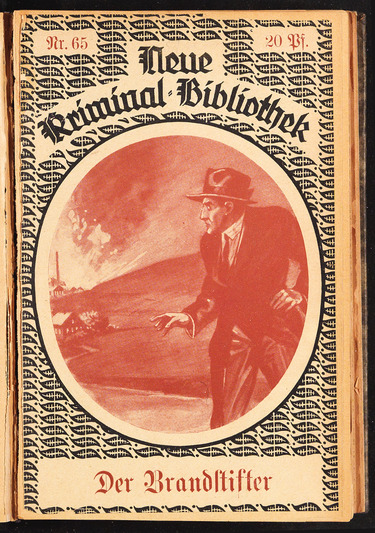 Nr. 65
20 Pf.
Neue
Kriminal-Bibliothek
Der Brandstifter